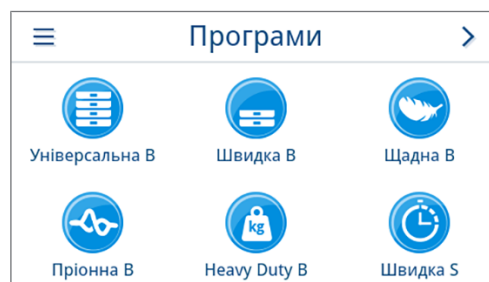 Програми
Універсальна B
Швидка B
Щадна B
kg
Пріонна B
Heavy Duty B
Швидка S